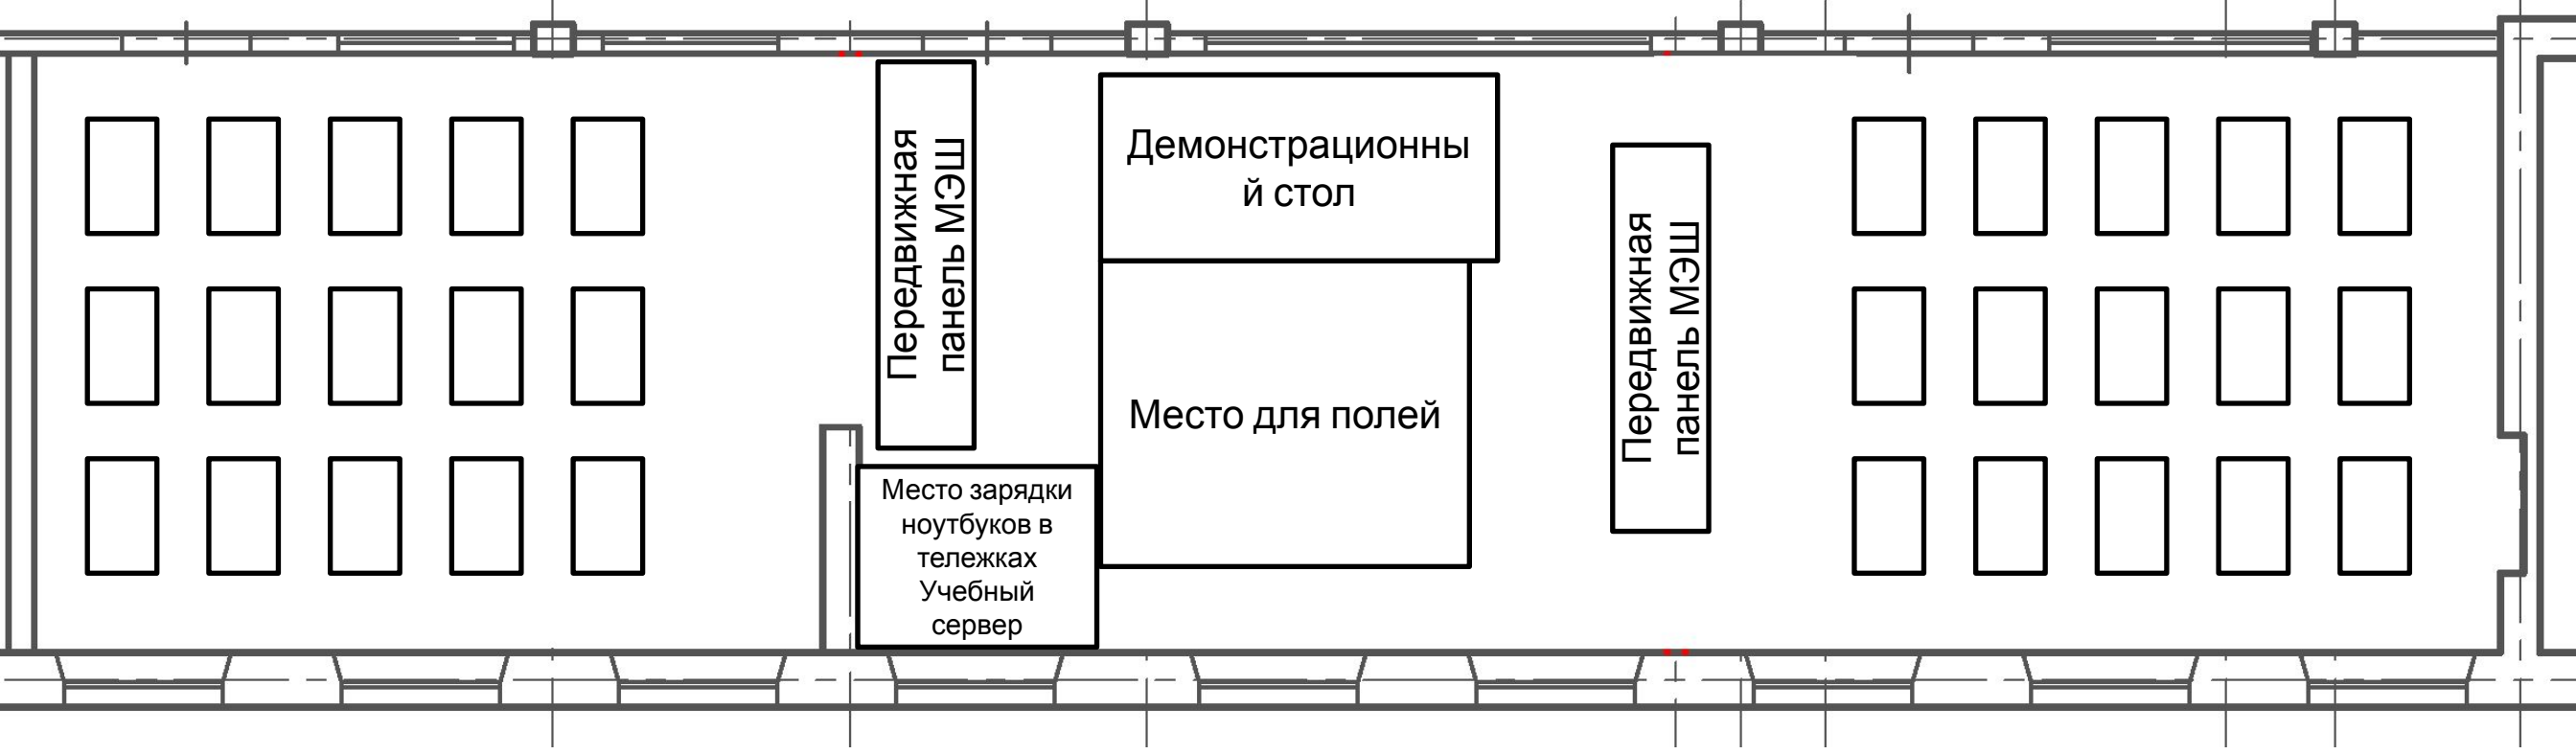 Передвижная
панель МЭШ
Демонстрационны
й стол
Место для полей
Место зарядки
ноутбуков в
тележках
Учебный
сервер
Передвижная
панель МЭШ